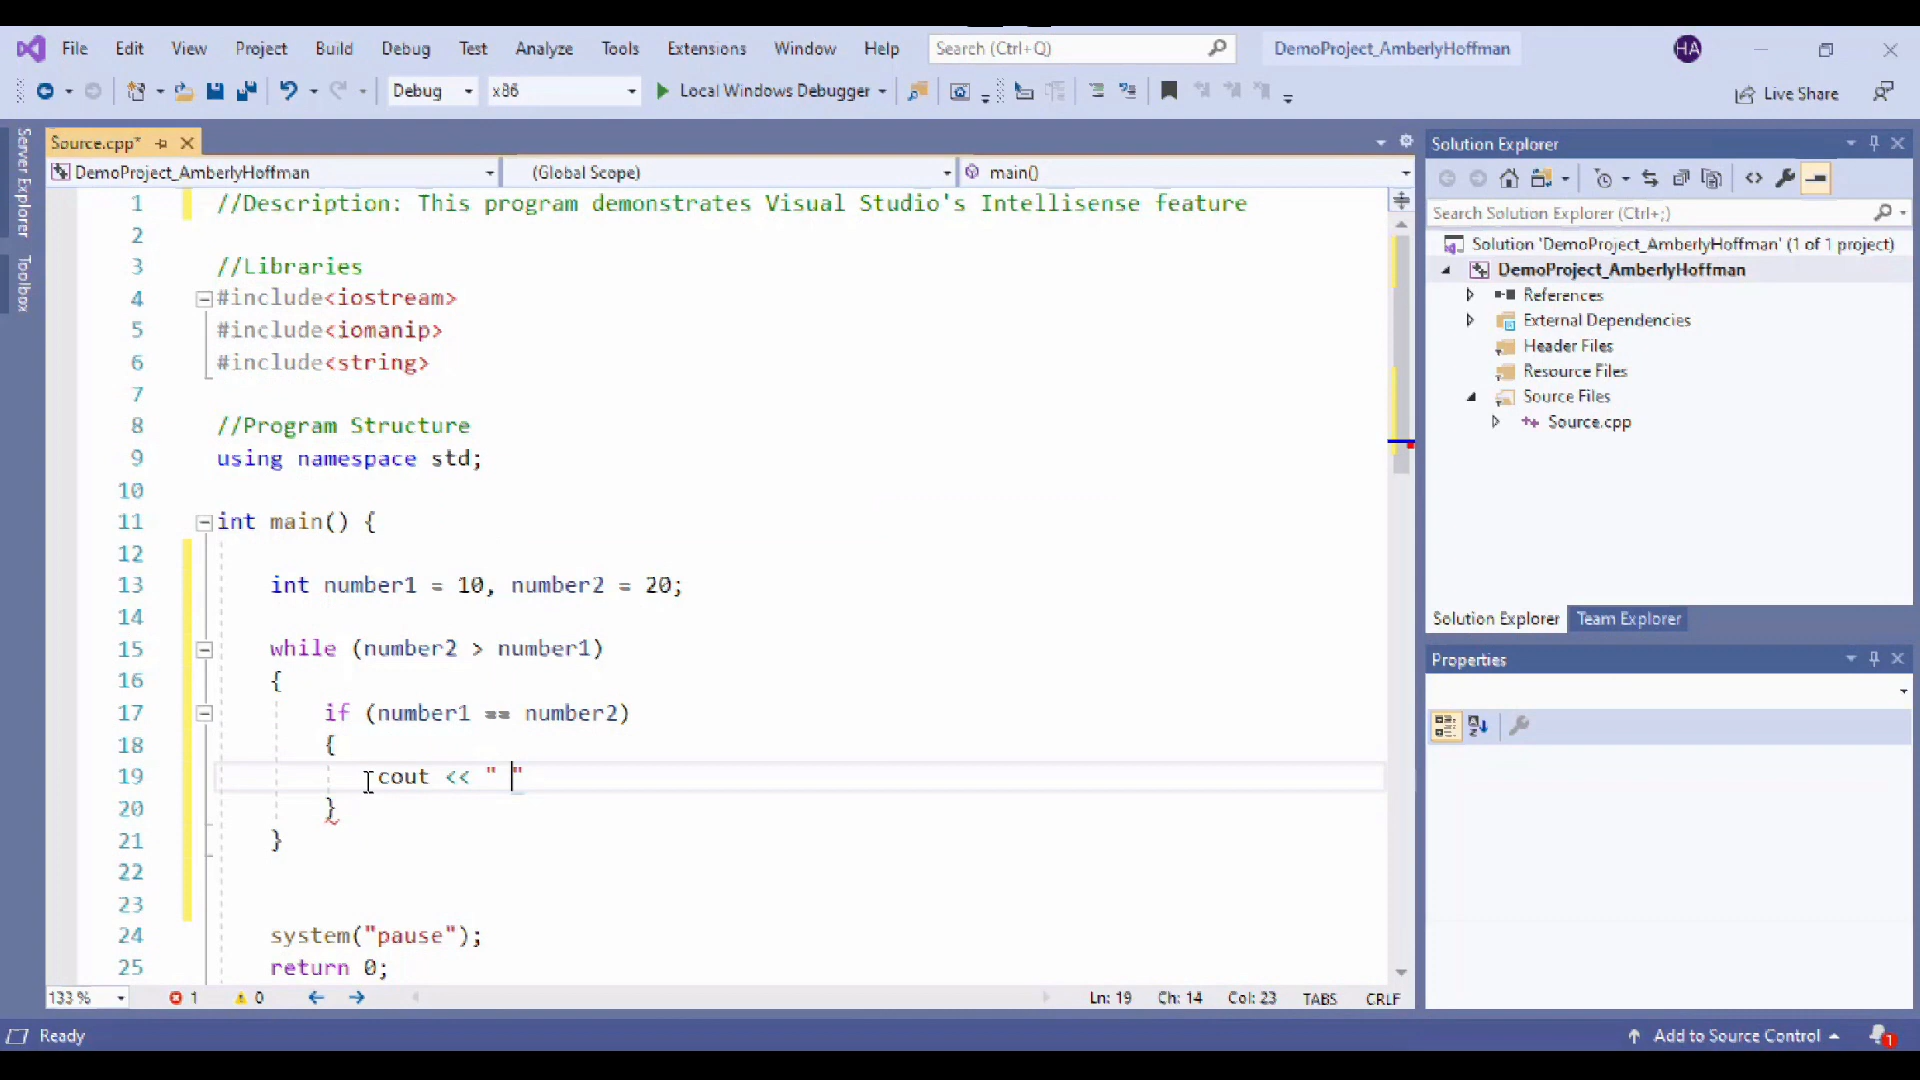 File Edit View Project Build Debug Test Analyze Tools Extensions Window Help Search (Ctrl+Q) DemoProject_AmberlyHoffman HA
Debug x86 Local Windows Debugger Live Share
Server Explorer
Toolbox
Source.cpp*
DemoProject_AmberlyHoffman (Global Scope) main()
1 //Description: This program demonstrates Visual Studio's Intellisense feature
2
3 //Libraries
4 #include<iostream>
5 #include<iomanip>
6 #include<string>
7
8 //Program Structure
9 using namespace std;
10
11 int main() {
12
13 int number1 = 10, number2 = 20;
14
15 while (number2 > number1)
16 {
17 if (number1 == number2)
18 {
19 cout << " "
20 }
21 }
22
23
24 system("pause");
25 return 0;
133 % 1 0 Ln: 19 Ch: 14 Col: 23 TABS CRLF
Solution Explorer
Search Solution Explorer (Ctrl+;)
Solution 'DemoProject_AmberlyHoffman' (1 of 1 project)
DemoProject_AmberlyHoffman
References
External Dependencies
Header Files
Resource Files
Source Files
Source.cpp
Solution Explorer Team Explorer
Properties
Ready Add to Source Control 1